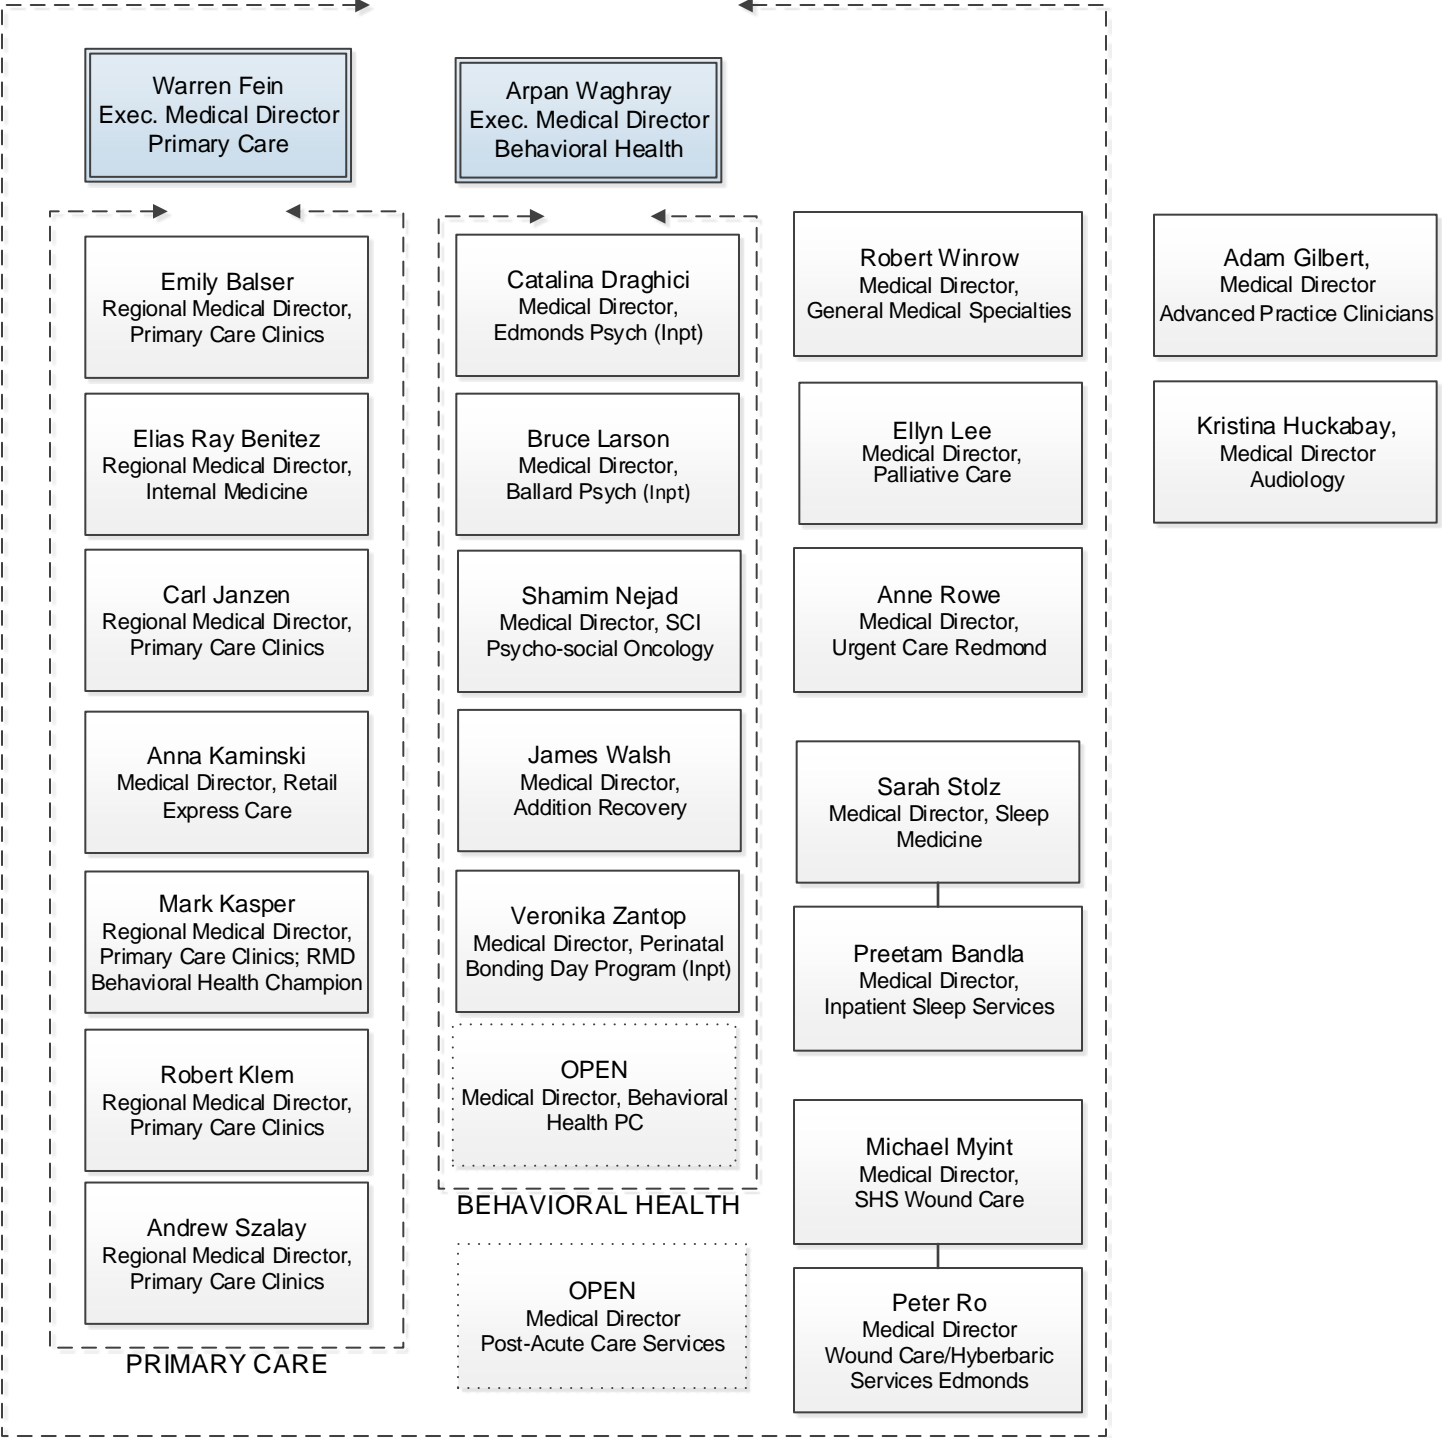 Warren Fein
Exec. Medical Director
Primary Care
Arpan Waghray
Exec. Medical Director
Behavioral Health
Emily Balser
Regional Medical Director,
Primary Care Clinics
Elias Ray Benitez
Regional Medical Director,
Internal Medicine
Carl Janzen
Regional Medical Director,
Primary Care Clinics
Anna Kaminski
Medical Director, Retail
Express Care
Mark Kasper
Regional Medical Director,
Primary Care Clinics; RMD
Behavioral Health Champion
Robert Klem
Regional Medical Director,
Primary Care Clinics
Andrew Szalay
Regional Medical Director,
Primary Care Clinics
PRIMARY CARE
Catalina Draghici
Medical Director,
Edmonds Psych (Inpt)
Bruce Larson
Medical Director,
Ballard Psych (Inpt)
Shamim Nejad
Medical Director, SCI
Psycho-social Oncology
James Walsh
Medical Director,
Addition Recovery
Veronika Zantop
Medical Director, Perinatal
Bonding Day Program (Inpt)
OPEN
Medical Director, Behavioral
Health PC
BEHAVIORAL HEALTH
OPEN
Medical Director
Post-Acute Care Services
Robert Winrow
Medical Director,
General Medical Specialties
Ellyn Lee
Medical Director,
Palliative Care
Anne Rowe
Medical Director,
Urgent Care Redmond
Sarah Stolz
Medical Director, Sleep
Medicine
Preetam Bandla
Medical Director,
Inpatient Sleep Services
Michael Myint
Medical Director,
SHS Wound Care
Peter Ro
Medical Director
Wound Care/Hyberbaric
Services Edmonds
Adam Gilbert,
Medical Director
Advanced Practice Clinicians
Kristina Huckabay,
Medical Director
Audiology